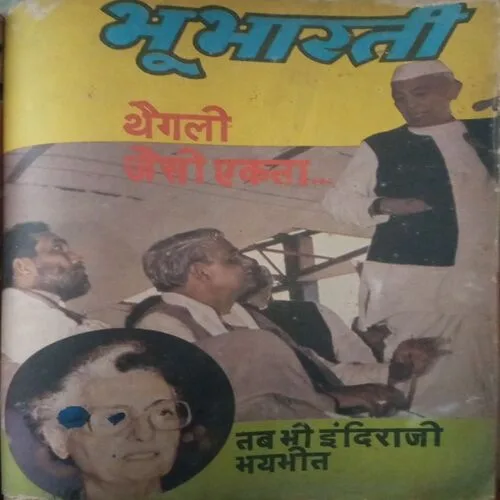 भू भारती
थैगली
जैसी एकता...
तब भी इंदिराजी
भयभीत